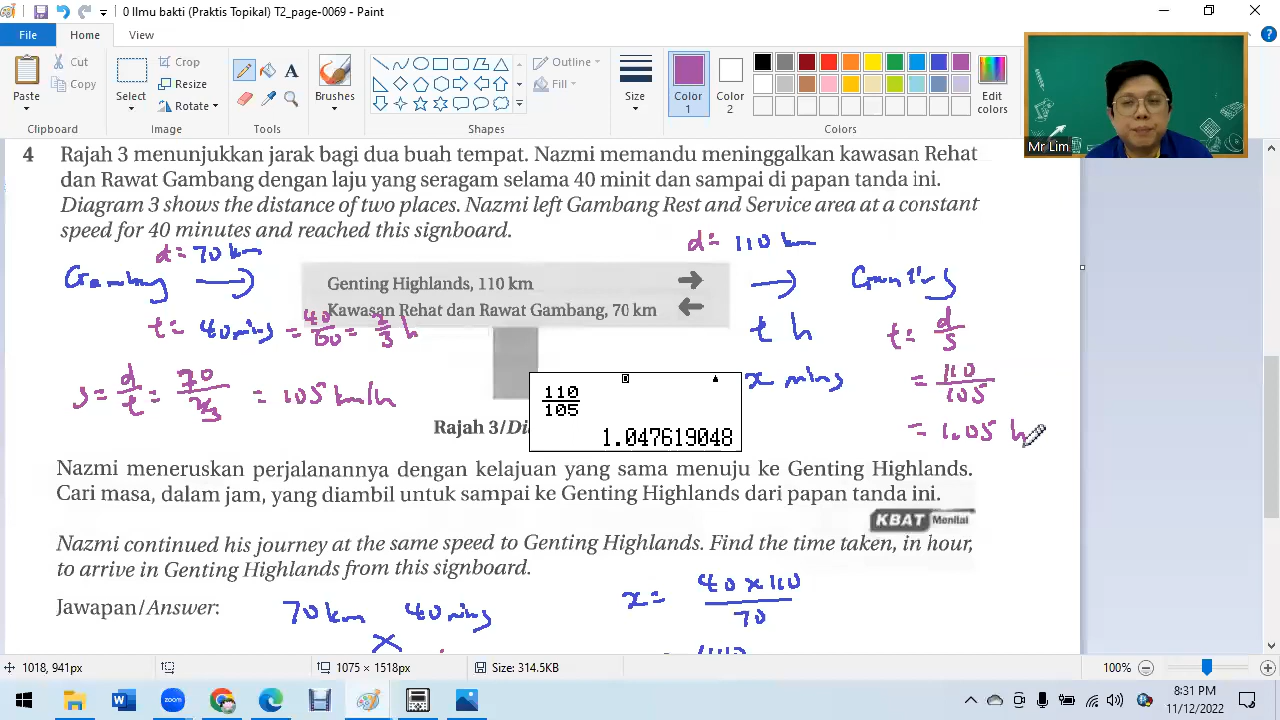 0 Ilmu bakti (Praktis Topikal) T2_page-0069 - Paint
File Home View
Paste Cut Copy Clipboard
Select Crop Resize Rotate Image
Tools
Brushes
Shapes Outline Fill
Size
Color 1 Color 2 Edit colors Colors
Mr Lim
4 Rajah 3 menunjukkan jarak bagi dua buah tempat. Nazmi memandu meninggalkan kawasan Rehat
dan Rawat Gambang dengan laju yang seragam selama 40 minit dan sampai di papan tanda ini.
Diagram 3 shows the distance of two places. Nazmi left Gambang Rest and Service area at a constant
speed for 40 minutes and reached this signboard.
d = 70 km
d = 110 km
Gambang
Genting
Genting Highlands, 110 km
Kawasan Rehat dan Rawat Gambang, 70 km
t = 40 mins = 40/60 = 2/3 h
t h
t = d/s
s = d/t = 70/2/3 = 105 km/h
x mins
= 110/105
= 1.05 h
110/105
1.047619048
Rajah 3/Di
Nazmi meneruskan perjalanannya dengan kelajuan yang sama menuju ke Genting Highlands.
Cari masa, dalam jam, yang diambil untuk sampai ke Genting Highlands dari papan tanda ini.
KBAT Menilai
Nazmi continued his journey at the same speed to Genting Highlands. Find the time taken, in hour,
to arrive in Genting Highlands from this signboard.
Jawapan/Answer:
70 km 40 mins
x = 40 x 110/70
1018, 941px
1075 × 1518px
Size: 314.5KB
100%
zoom
8:31 PM
11/12/2022